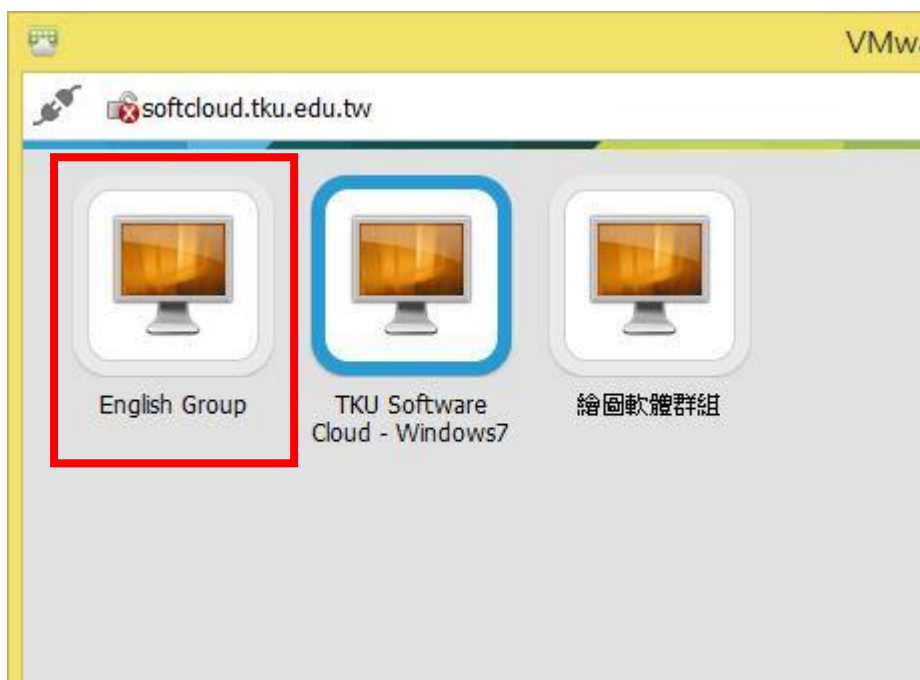 VMwa
softcloud.tku.edu.tw
English Group
TKU Software
Cloud - Windows7
繪圖軟體群組